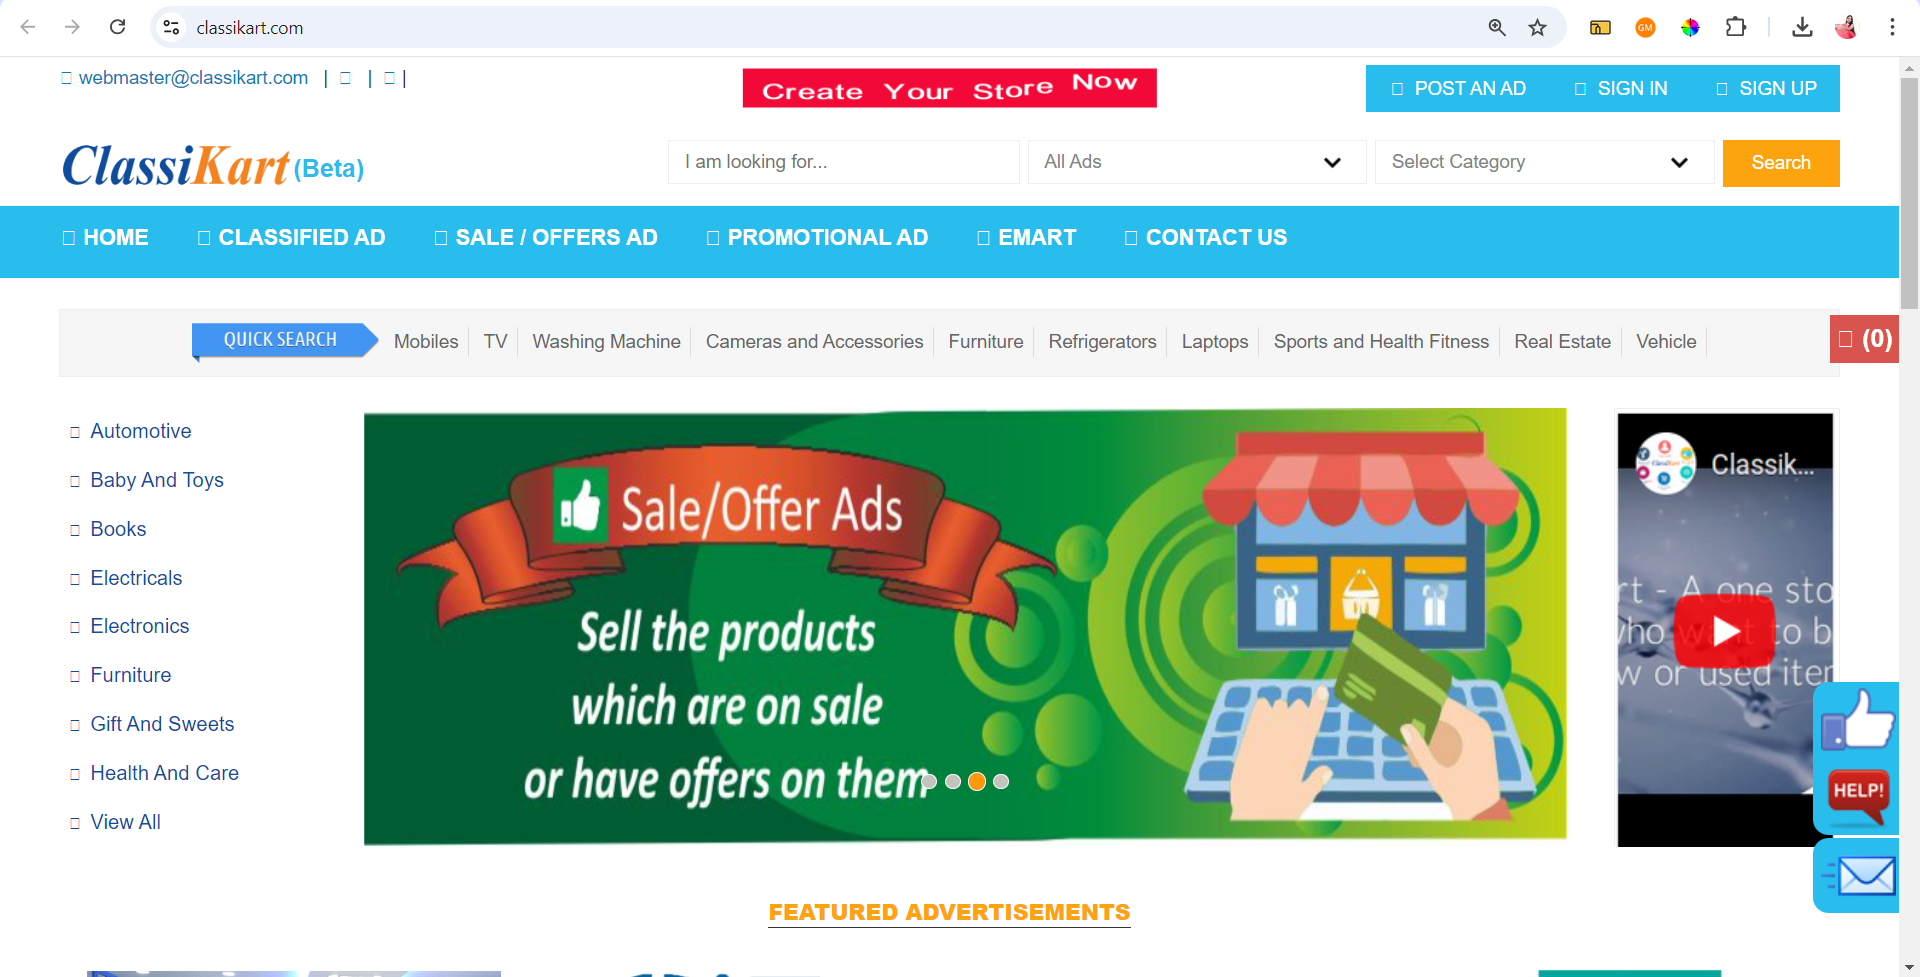 classikart.com
GM
webmaster@classikart.com | | |
Create Your Store Now
POST AN AD SIGN IN SIGN UP
ClassiKart (Beta)
I am looking for... All Ads Select Category Search
HOME CLASSIFIED AD SALE / OFFERS AD PROMOTIONAL AD EMART CONTACT US
QUICK SEARCH Mobiles TV Washing Machine Cameras and Accessories Furniture Refrigerators Laptops Sports and Health Fitness Real Estate Vehicle
(0)
Automotive
Baby And Toys
Books
Electricals
Electronics
Furniture
Gift And Sweets
Health And Care
View All
Sale/Offer Ads
Sell the products
which are on sale
or have offers on them
Classik...
rt - A one sto
who want to b
w or used iter
HELP!
FEATURED ADVERTISEMENTS